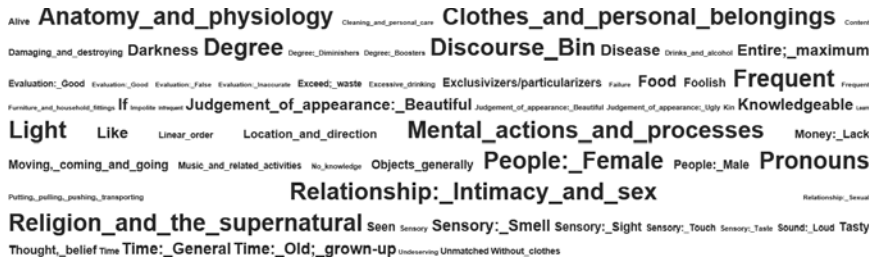 Alive Anatomy_and_physiology Cleaning_and_personal_care Clothes_and_personal_belongings Content
Damaging_and_destroying Darkness Degree Degree:_Diminishers Degree:_Boosters Discourse_Bin Disease Drinks_and_alcohol Entire;_maximum
Evaluation:_Good Evaluation:_Good Evaluation:_False Evaluation:_Inaccurate Exceed;_waste Excessive_drinking Exclusivizers/particularizers Failure Food Foolish Frequent Frequent
Furniture_and_household_fittings If Impolite Infrequent Judgement_of_appearance:_Beautiful Judgement_of_appearance:_Beautiful Judgement_of_appearance:_Ugly Kin Knowledgeable Lean
Light Like Linear_order Location_and_direction Mental_actions_and_processes Money:_Lack
Moving,_coming_and_going Music_and_related_activities No_knowledge Objects_generally People:_Female People:_Male Pronouns
Putting,_pulling,_pushing,_transporting Relationship:_Intimacy_and_sex Relationship:_Sexual
Religion_and_the_supernatural Seen Sensory Sensory:_Smell Sensory:_Sight Sensory:_Touch Sensory:_Taste Sound:_Loud Tasty
Thought,_belief Time Time:_General Time:_Old;_grown-up Undeserving Unmatched Without_clothes